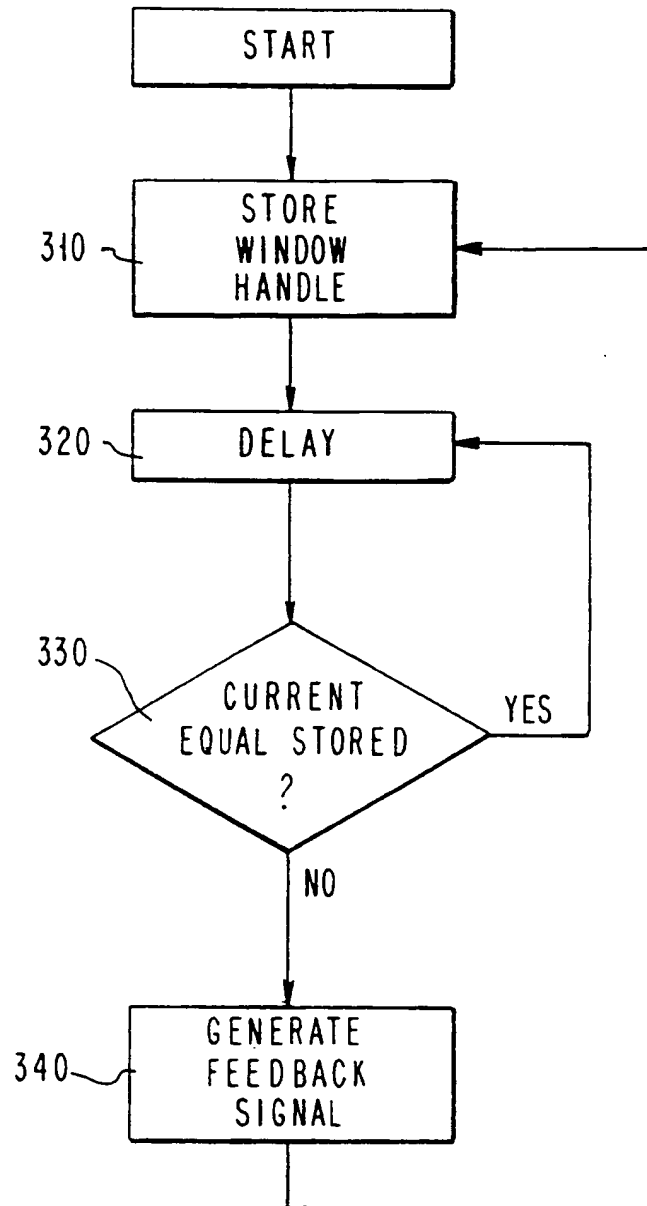 START
310
STORE
WINDOW
HANDLE
320
DELAY
330
CURRENT
EQUAL STORED
?
YES
NO
340
GENERATE
FEEDBACK
SIGNAL